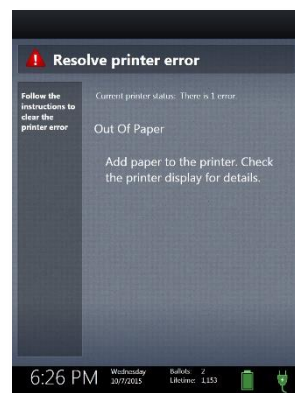 Resolve printer error
Follow the
instructions to
clear the
printer error
Current printer status: There is 1 error.
Out Of Paper
Add paper to the printer. Check
the printer display for details.
6:26 PM
Wednesday
10/7/2015
Ballots: 2
Lifetime: 1,153